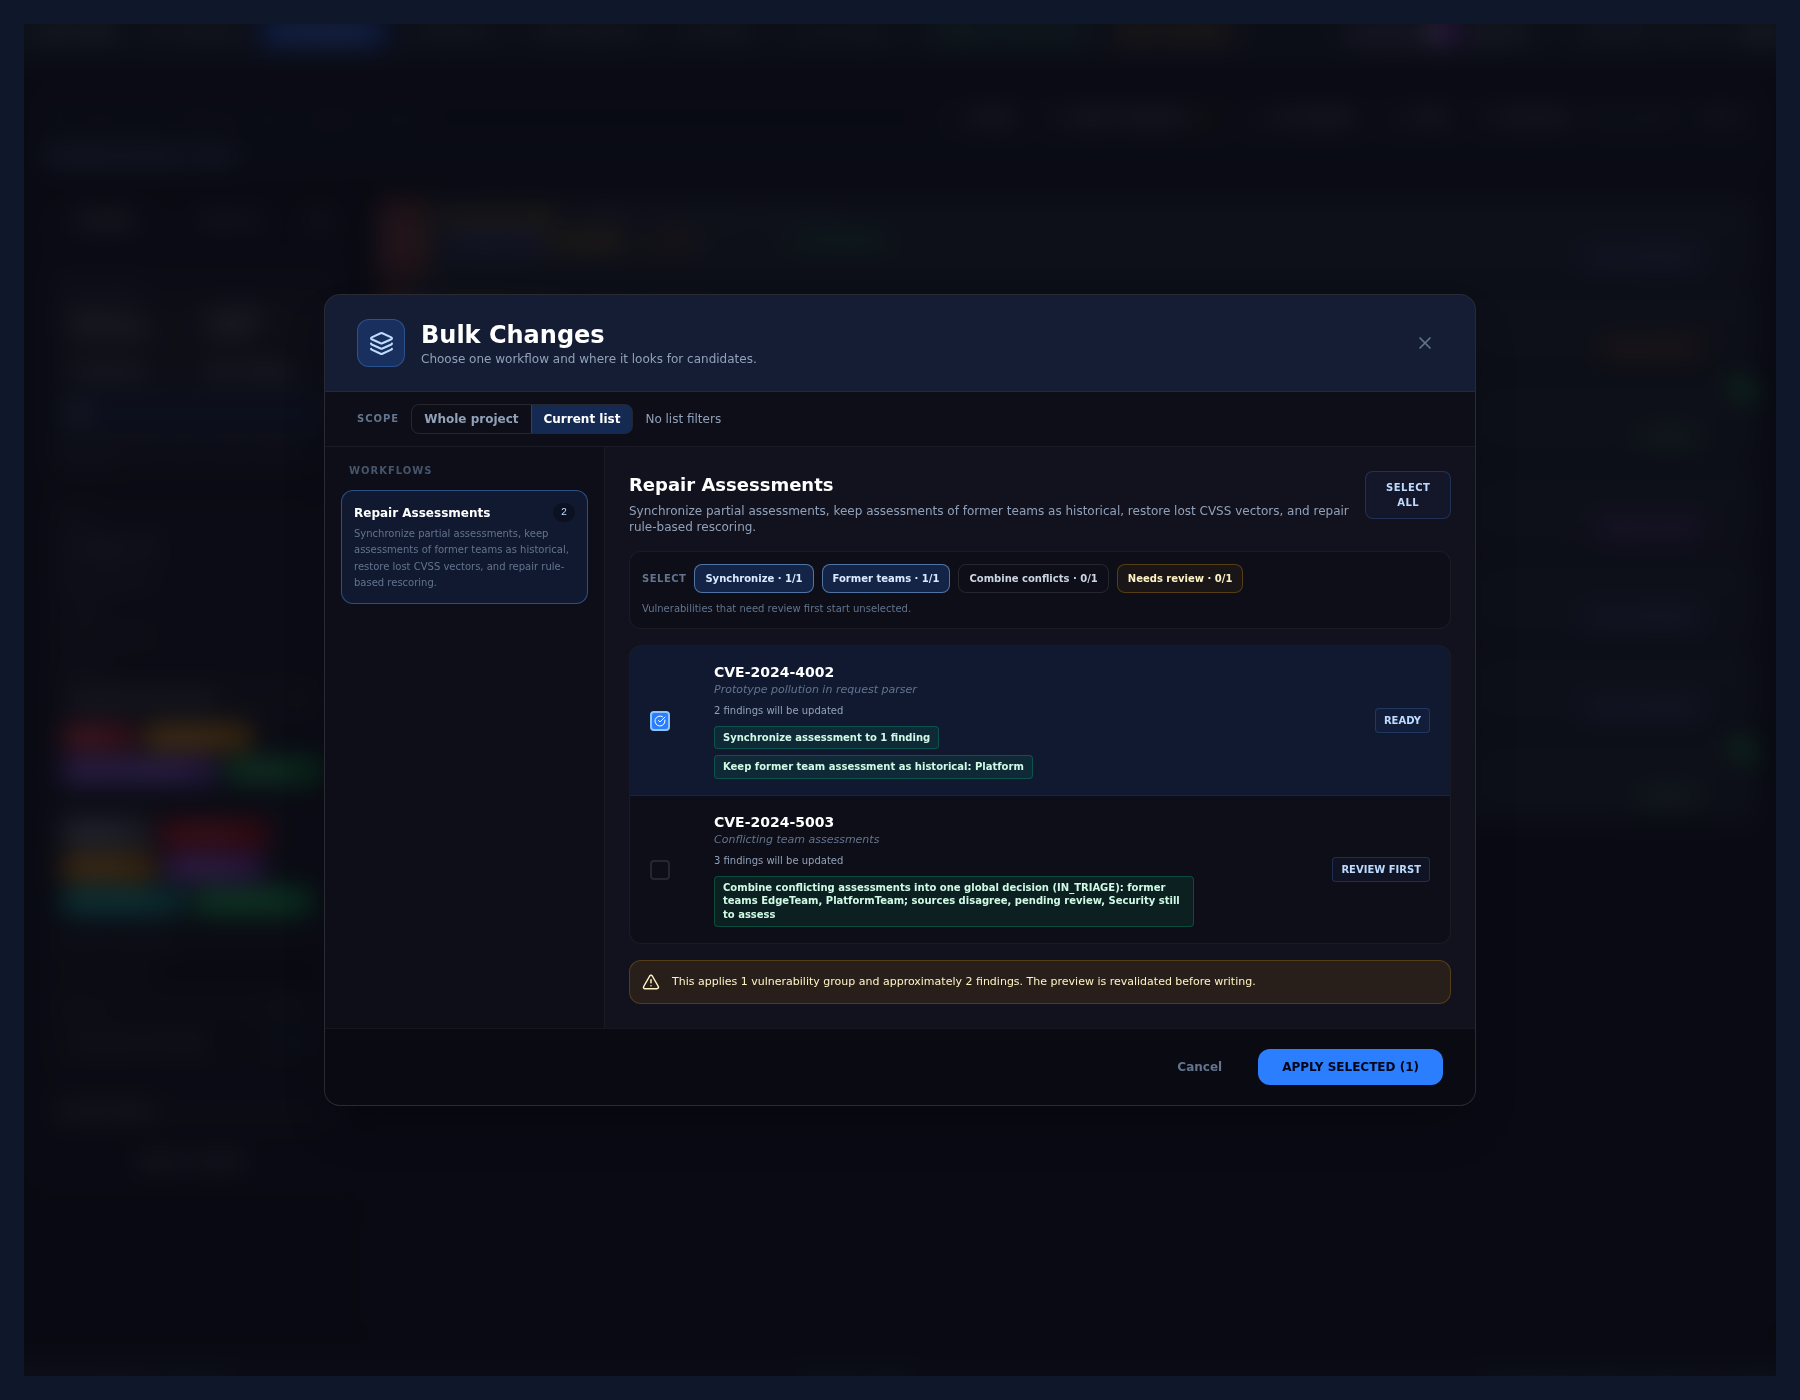 Bulk Changes
Choose one workflow and where it looks for candidates.
SCOPE
Whole project
Current list
No list filters
WORKFLOWS
Repair Assessments
2
Synchronize partial assessments, keep
assessments of former teams as historical,
restore lost CVSS vectors, and repair rule-
based rescoring.
Repair Assessments
Synchronize partial assessments, keep assessments of former teams as historical, restore lost CVSS vectors, and repair
rule-based rescoring.
SELECT
ALL
SELECT
Synchronize · 1/1
Former teams · 1/1
Combine conflicts · 0/1
Needs review · 0/1
Vulnerabilities that need review first start unselected.
CVE-2024-4002
Prototype pollution in request parser
2 findings will be updated
Synchronize assessment to 1 finding
Keep former team assessment as historical: Platform
READY
CVE-2024-5003
Conflicting team assessments
3 findings will be updated
Combine conflicting assessments into one global decision (IN_TRIAGE): former
teams EdgeTeam, PlatformTeam; sources disagree, pending review, Security still
to assess
REVIEW FIRST
This applies 1 vulnerability group and approximately 2 findings. The preview is revalidated before writing.
Cancel
APPLY SELECTED (1)